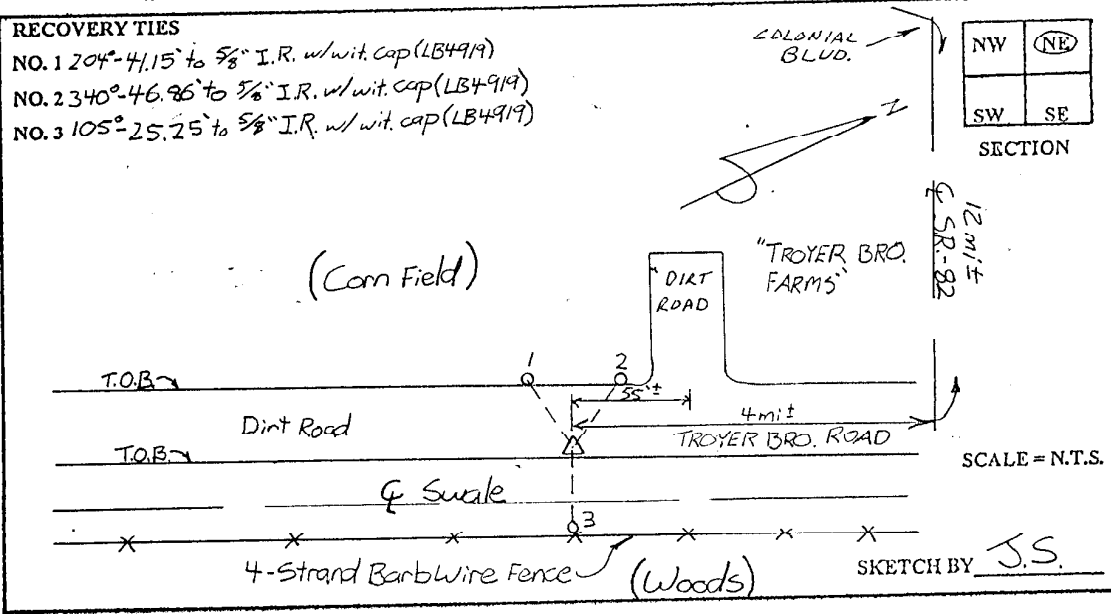 RECOVERY TIES
NO. 1 204°-41.15' to 5/8" I.R. w/wit. cap (LB4919)
NO. 2 340°-46.86' to 5/8" I.R. w/wit. cap (LB4919)
NO. 3 105°-25.25' to 5/8" I.R. w/ wit. cap (LB4919)
COLONIAL
BLVD.
NW NE
SW SE
SECTION
N
12 mi±
℄ SR.-82
(Corn Field)
"TROYER BRO.
FARMS"
DIRT
ROAD
1
2
T.O.B.
55'±
4mi±
Dirt Road
TROYER BRO. ROAD
T.O.B.
SCALE = N.T.S.
℄ Swale
3
4-Strand Barb Wire Fence
(Woods)
SKETCH BY J.S.